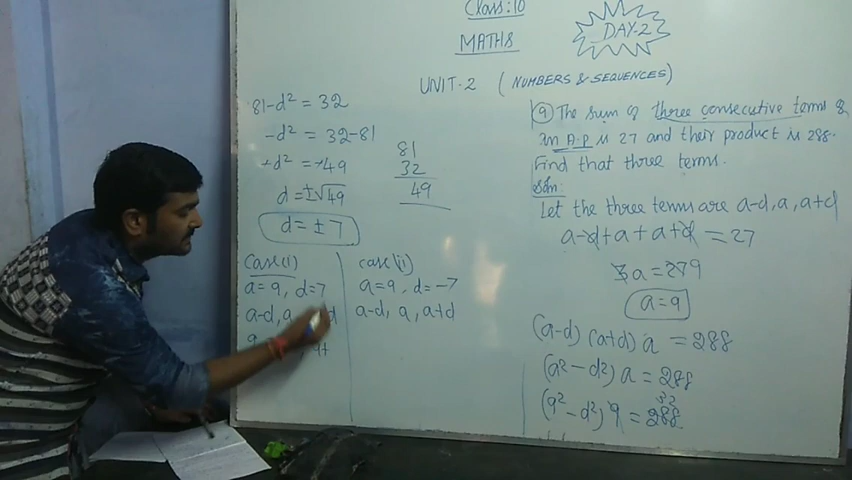 Class:10
MATHS
DAY-2
UNIT-2 (NUMBERS & SEQUENCES)
⑨ The sum of three consecutive terms of
an A.P is 27 and their product is 288.
Find that three terms.
Soln:
Let the three terms are a-d, a, a+d
a-d+a+a+d = 27
3a = 27 9
a = 9
(a-d) (a+d) a = 288
(a² - d²) a = 288
(9² - d²) 9 = 288 32
81 - d² = 32
-d² = 32-81
+d² = +49
d = ±√49
d = ±7
81
32
49
Case(i)
a = 9, d=7
a-d, a
case(ii)
a = 9, d = -7
a-d, a, a+d